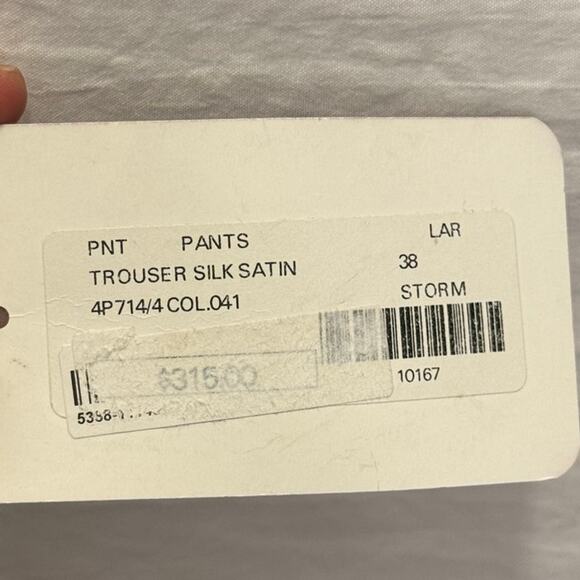 PNT PANTS LAR
TROUSER SILK SATIN 38
4P714/4 COL.041 STORM
$315.00
10167